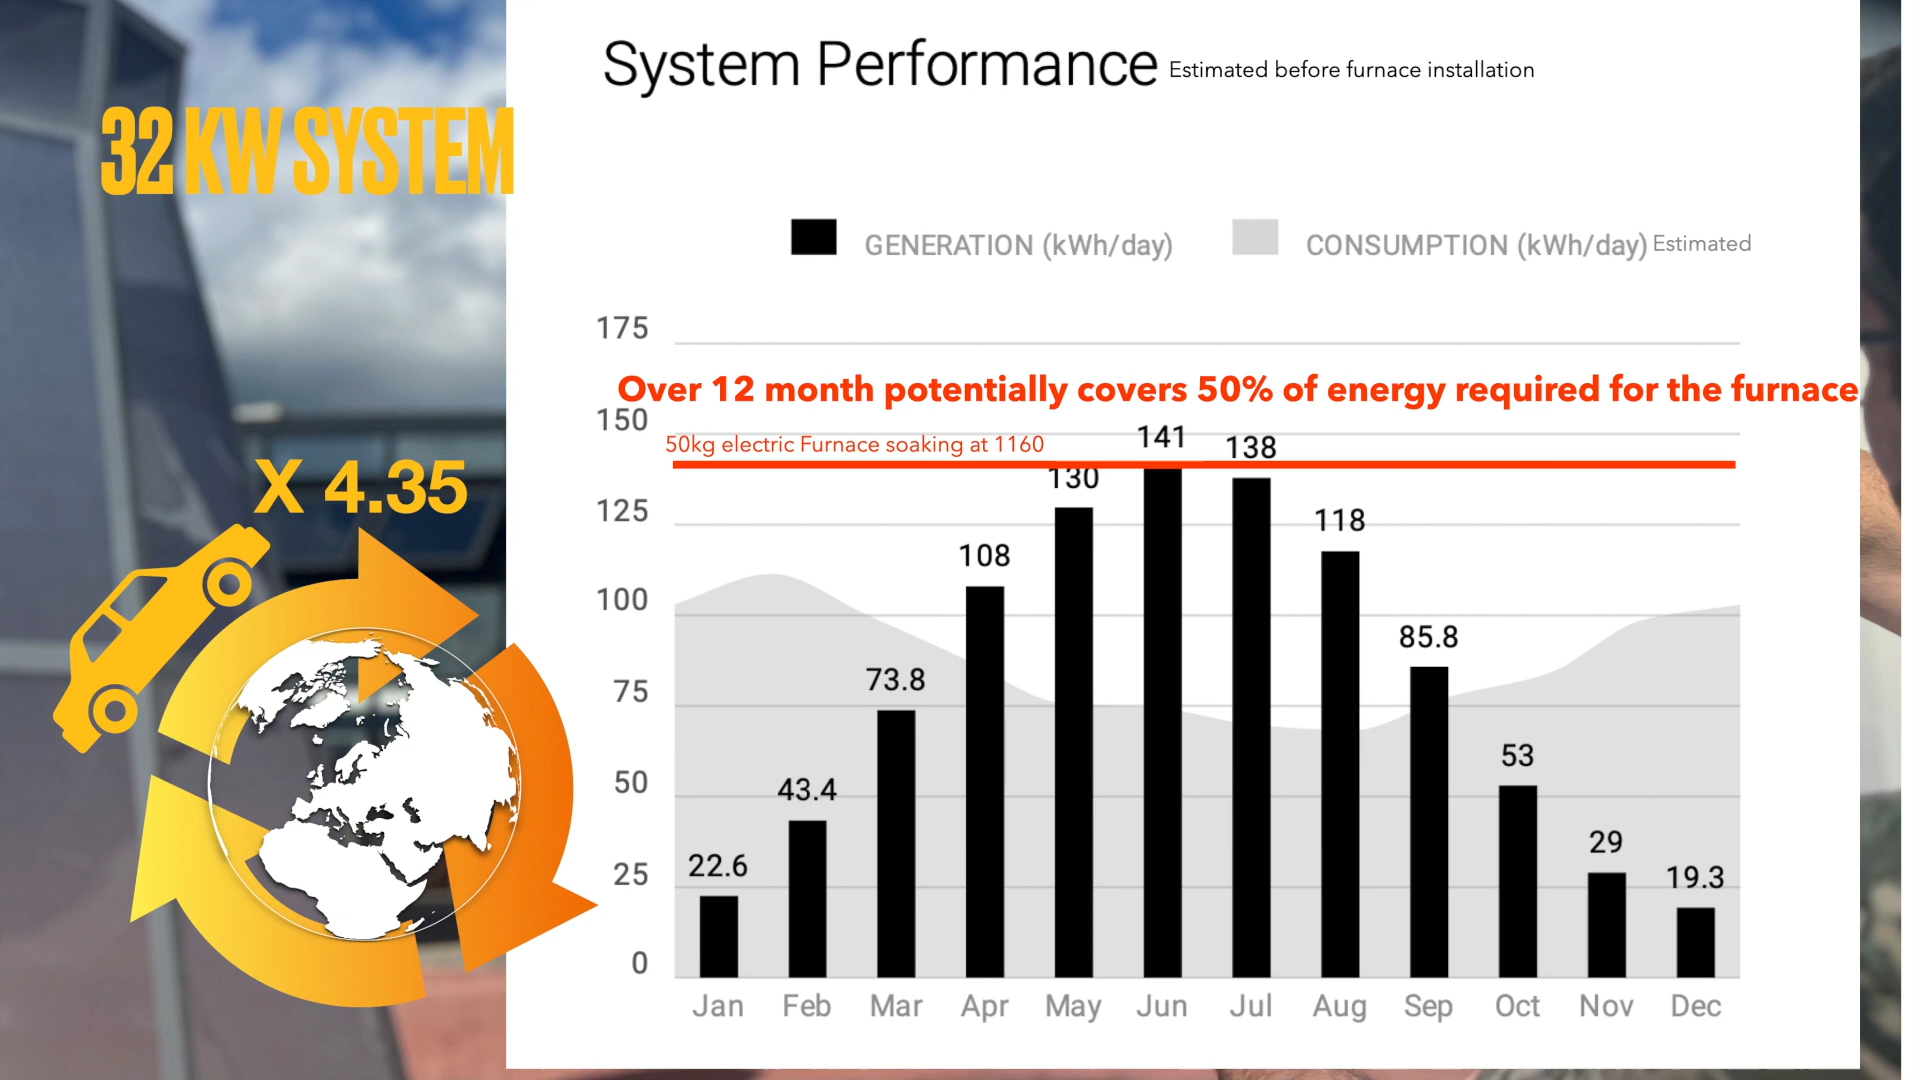 System Performance Estimated before furnace installation
32 KW SYSTEM
GENERATION (kWh/day) CONSUMPTION (kWh/day) Estimated
175
Over 12 month potentially covers 50% of energy required for the furnace
150
50kg electric Furnace soaking at 1160
141
138
130
X 4.35
125
118
108
100
85.8
75
73.8
53
50
43.4
29
25
22.6
19.3
0
Jan Feb Mar Apr May Jun Jul Aug Sep Oct Nov Dec